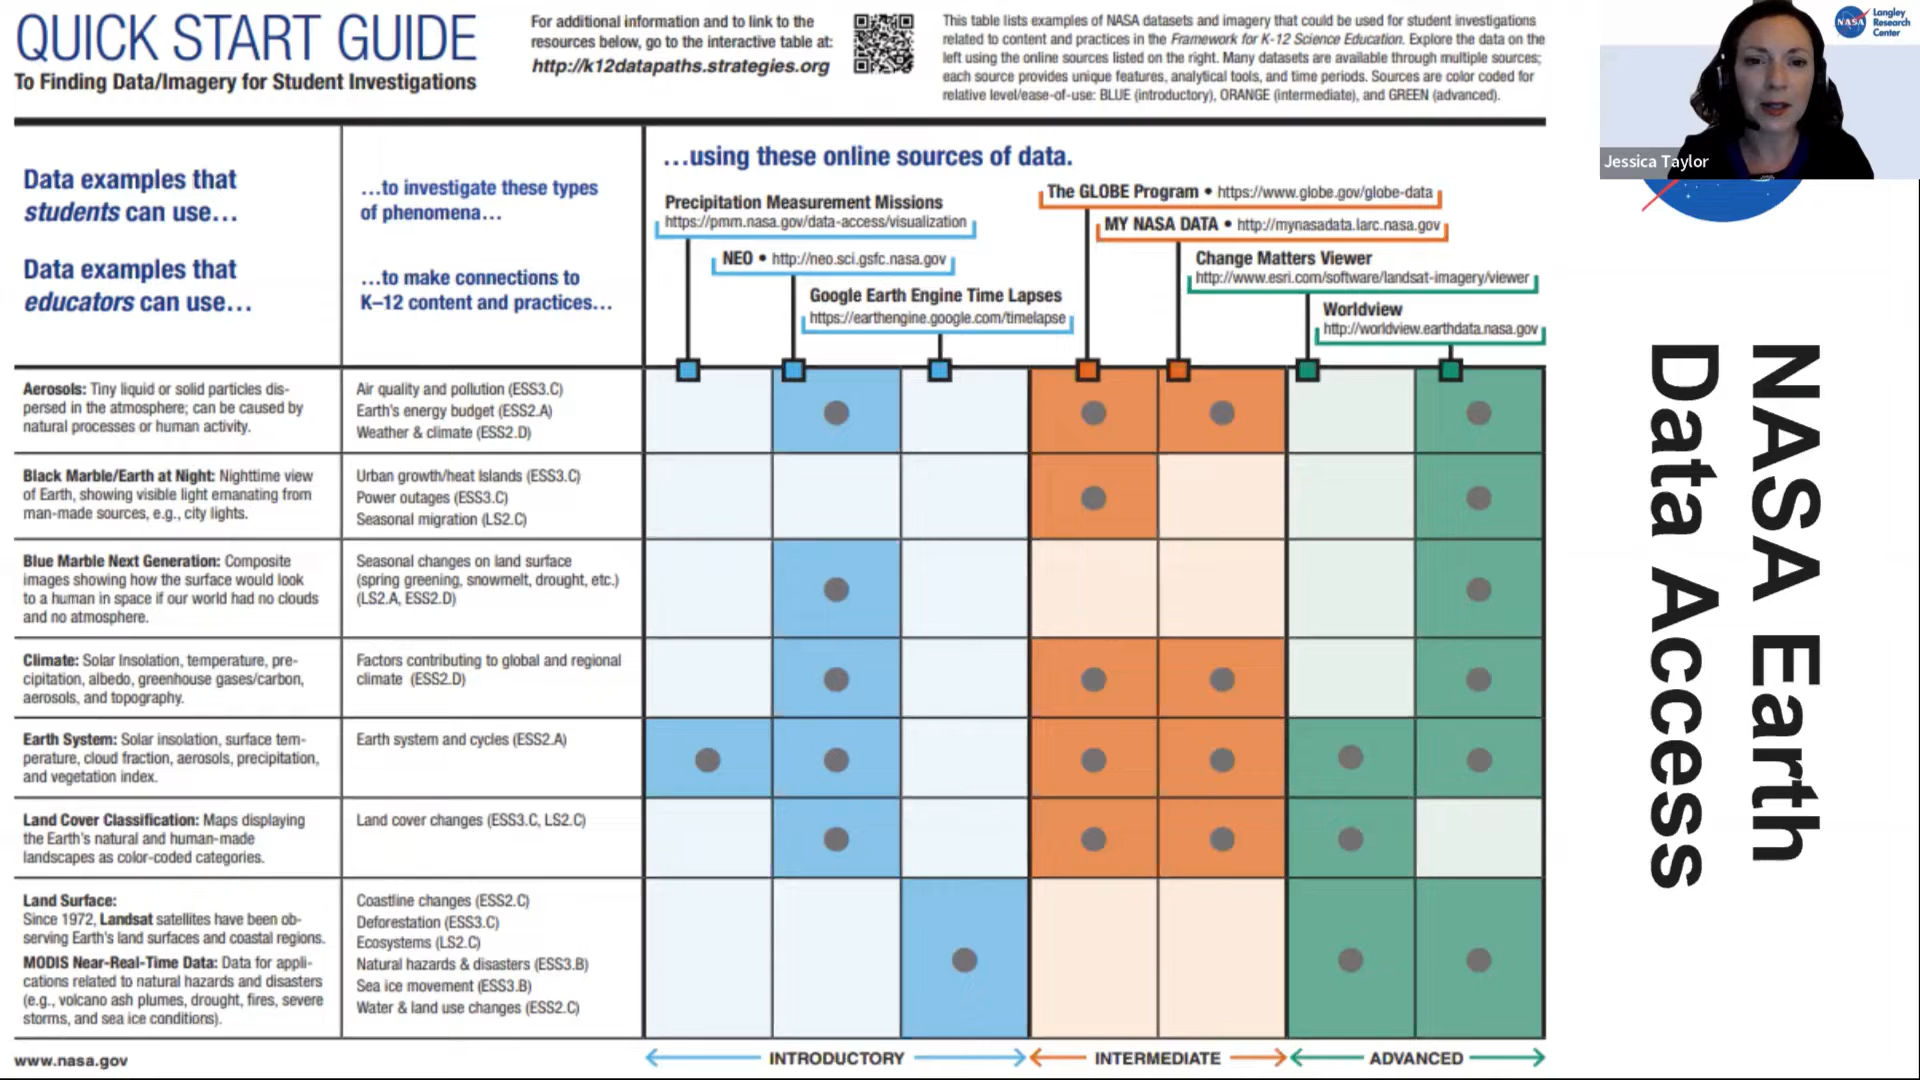 QUICK START GUIDE
To Finding Data/Imagery for Student Investigations
For additional information and to link to the
resources below, go to the interactive table at:
http://k12datapaths.strategies.org
This table lists examples of NASA datasets and imagery that could be used for student investigations
related to content and practices in the Framework for K-12 Science Education. Explore the data on the
left using the online sources listed on the right. Many datasets are available through multiple sources;
each source provides unique features, analytical tools, and time periods. Sources are color coded for
relative level/ease-of-use: BLUE (introductory), ORANGE (intermediate), and GREEN (advanced).
NASA
Langley
Research
Center
Jessica Taylor
Data examples that
students can use…
Data examples that
educators can use…
…to investigate these types
of phenomena…
…to make connections to
K–12 content and practices…
…using these online sources of data.
Precipitation Measurement Missions
https://pmm.nasa.gov/data-access/visualization
NEO • http://neo.sci.gsfc.nasa.gov
Google Earth Engine Time Lapses
https://earthengine.google.com/timelapse
The GLOBE Program • https://www.globe.gov/globe-data
MY NASA DATA • http://mynasadata.larc.nasa.gov
Change Matters Viewer
http://www.esri.com/software/landsat-imagery/viewer
Worldview
http://worldview.earthdata.nasa.gov
Aerosols: Tiny liquid or solid particles dis-
persed in the atmosphere; can be caused by
natural processes or human activity.
Air quality and pollution (ESS3.C)
Earth's energy budget (ESS2.A)
Weather & climate (ESS2.D)
Black Marble/Earth at Night: Nighttime view
of Earth, showing visible light emanating from
man-made sources, e.g., city lights.
Urban growth/heat Islands (ESS3.C)
Power outages (ESS3.C)
Seasonal migration (LS2.C)
Blue Marble Next Generation: Composite
images showing how the surface would look
to a human in space if our world had no clouds
and no atmosphere.
Seasonal changes on land surface
(spring greening, snowmelt, drought, etc.)
(LS2.A, ESS2.D)
Climate: Solar Insolation, temperature, pre-
cipitation, albedo, greenhouse gases/carbon,
aerosols, and topography.
Factors contributing to global and regional
climate (ESS2.D)
Earth System: Solar insolation, surface tem-
perature, cloud fraction, aerosols, precipitation,
and vegetation index.
Earth system and cycles (ESS2.A)
Land Cover Classification: Maps displaying
the Earth's natural and human-made
landscapes as color-coded categories.
Land cover changes (ESS3.C, LS2.C)
Land Surface:
Since 1972, Landsat satellites have been ob-
serving Earth's land surfaces and coastal regions.
MODIS Near-Real-Time Data: Data for appli-
cations related to natural hazards and disasters
(e.g., volcano ash plumes, drought, fires, severe
storms, and sea ice conditions).
Coastline changes (ESS2.C)
Deforestation (ESS3.C)
Ecosystems (LS2.C)
Natural hazards & disasters (ESS3.B)
Sea ice movement (ESS3.B)
Water & land use changes (ESS2.C)
www.nasa.gov
INTRODUCTORY
INTERMEDIATE
ADVANCED
NASA Earth
Data Access